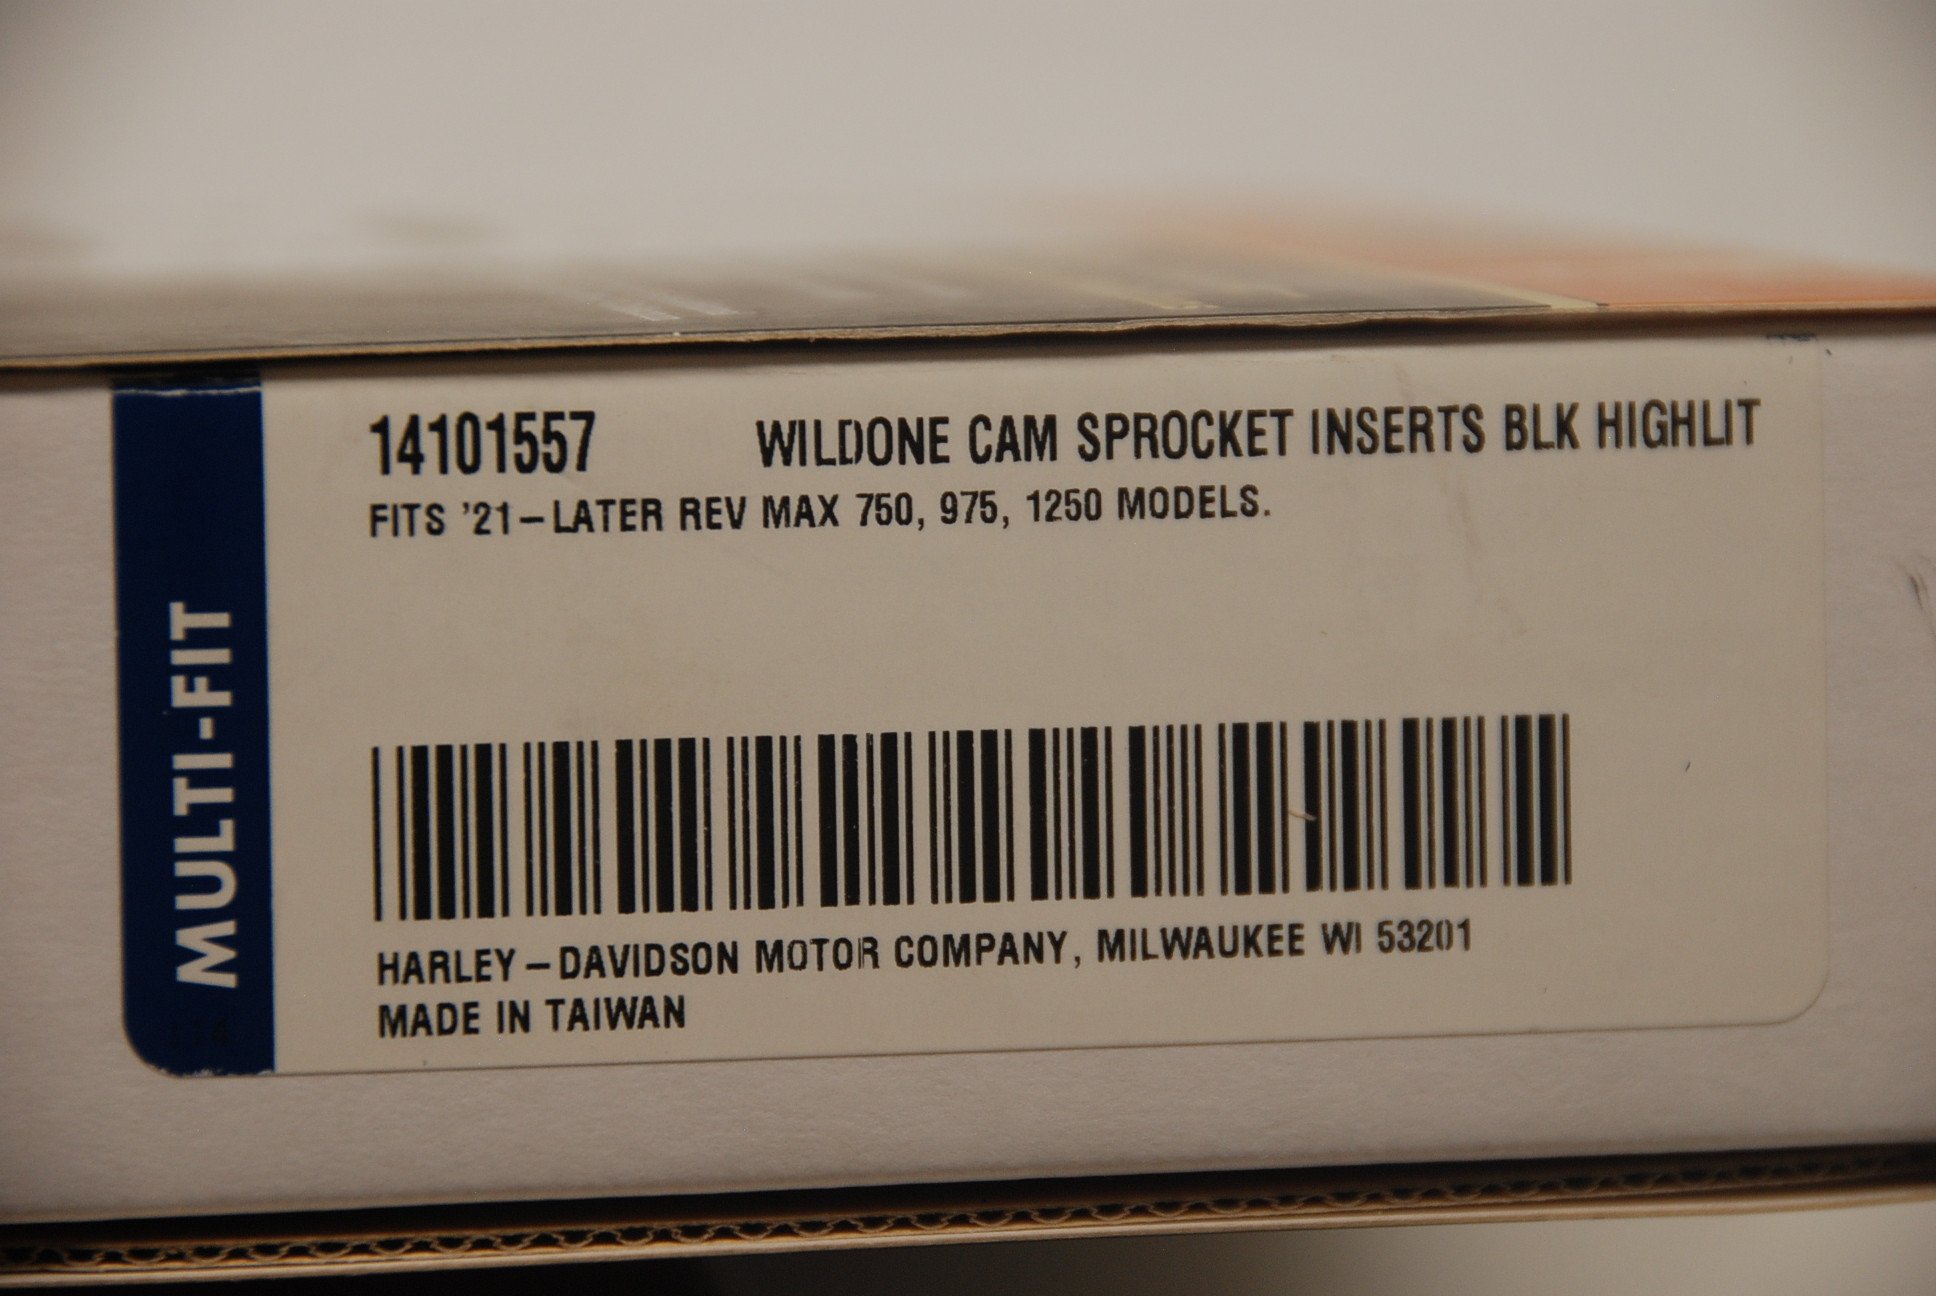 14101557 WILDONE CAM SPROCKET INSERTS BLK HIGHLIT
FITS '21-LATER REV MAX 750, 975, 1250 MODELS.
MULTI-FIT
HARLEY-DAVIDSON MOTOR COMPANY, MILWAUKEE WI 53201
MADE IN TAIWAN